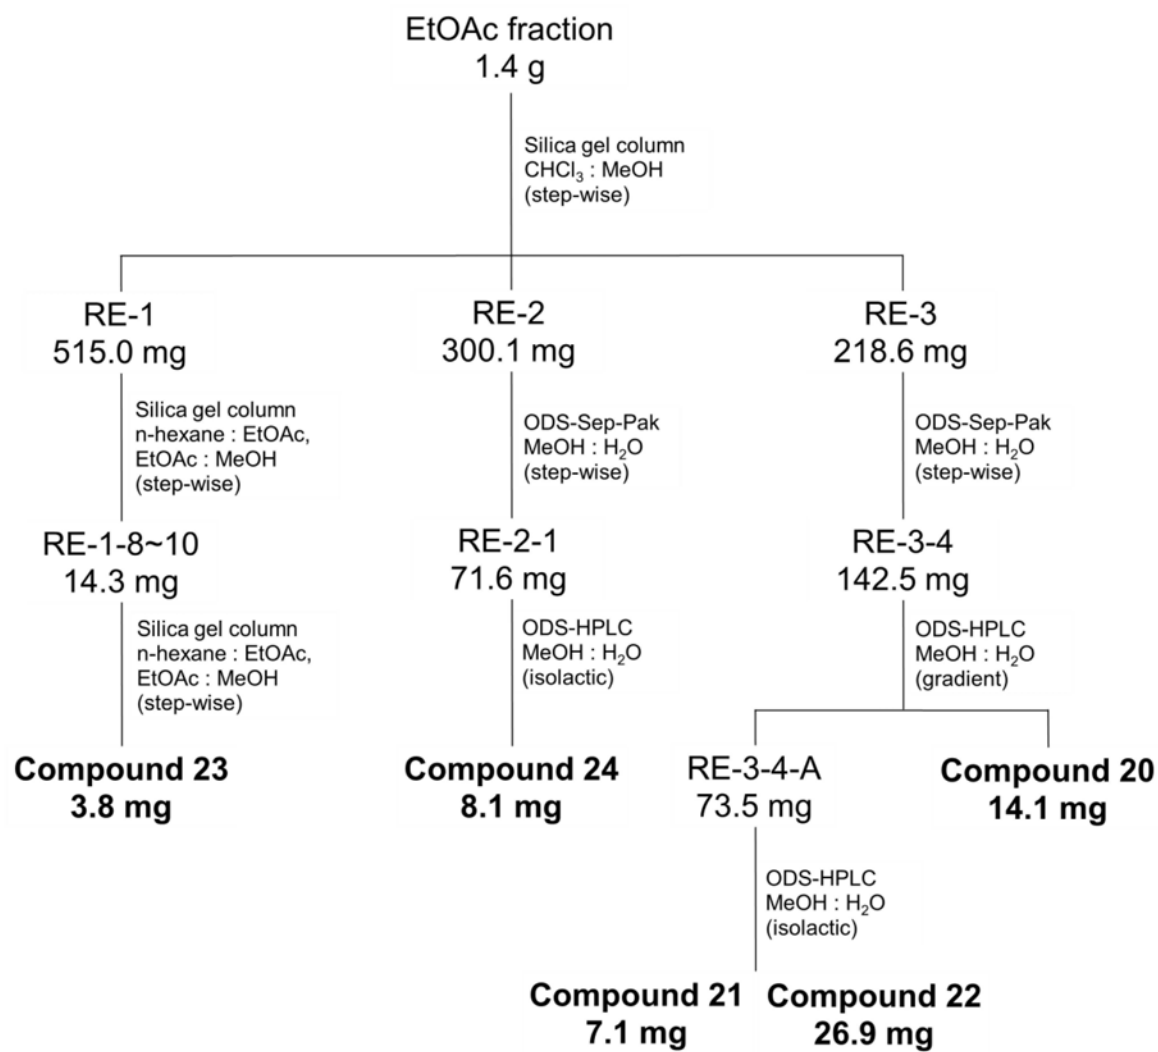 EtOAc fraction
1.4 g
Silica gel column
CHCl₃ : MeOH
(step-wise)
RE-1
515.0 mg
RE-2
300.1 mg
RE-3
218.6 mg
Silica gel column
n-hexane : EtOAc,
EtOAc : MeOH
(step-wise)
ODS-Sep-Pak
MeOH : H₂O
(step-wise)
ODS-Sep-Pak
MeOH : H₂O
(step-wise)
RE-1-8~10
14.3 mg
RE-2-1
71.6 mg
RE-3-4
142.5 mg
Silica gel column
n-hexane : EtOAc,
EtOAc : MeOH
(step-wise)
ODS-HPLC
MeOH : H₂O
(isolactic)
ODS-HPLC
MeOH : H₂O
(gradient)
Compound 23
3.8 mg
Compound 24
8.1 mg
RE-3-4-A
73.5 mg
Compound 20
14.1 mg
ODS-HPLC
MeOH : H₂O
(isolactic)
Compound 21
7.1 mg
Compound 22
26.9 mg